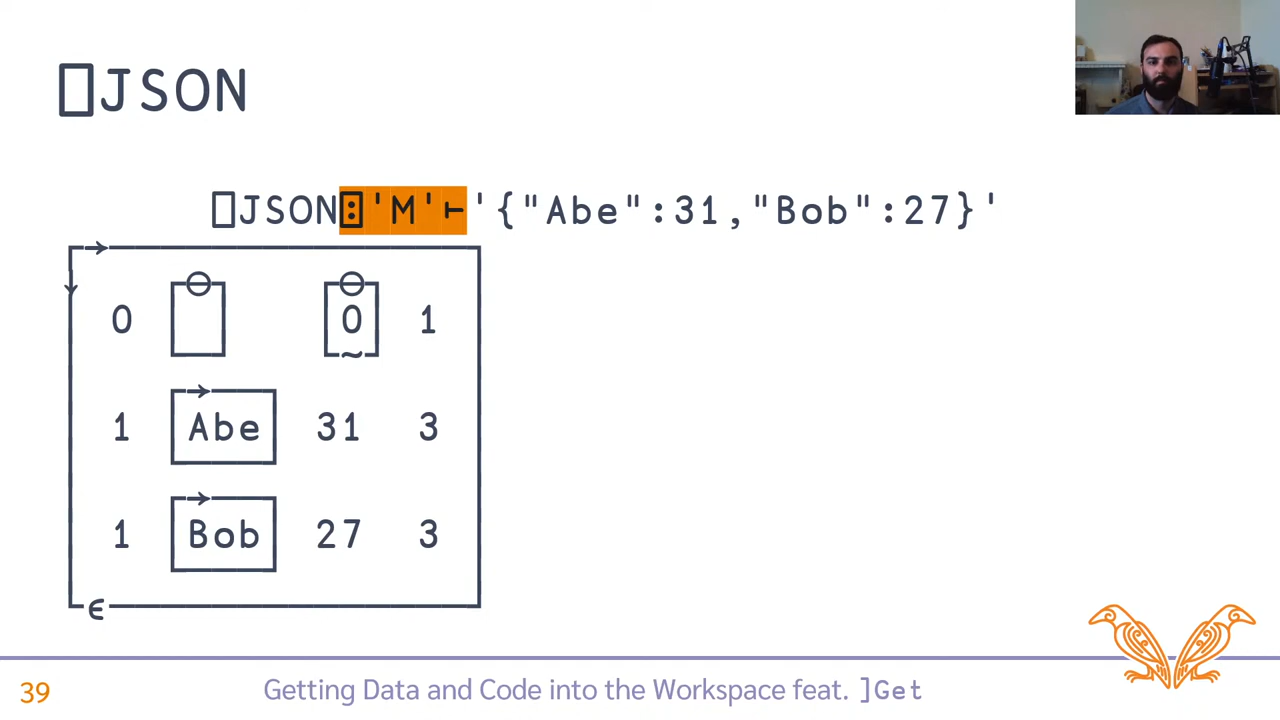 ⎕JSON
⎕JSON⍠'M'⊢'{"Abe":31,"Bob":27}'
┌→──────────────┐
↓   ┌⊖┐   ┌⊖┐   │
│ 0 │ │   │0│ 1 │
│   └─┘   └~┘   │
│   ┌→──┐       │
│ 1 │Abe│ 31  3 │
│   └───┘       │
│   ┌→──┐       │
│ 1 │Bob│ 27  3 │
│   └───┘       │
└∊──────────────┘
39
Getting Data and Code into the Workspace feat. ]Get